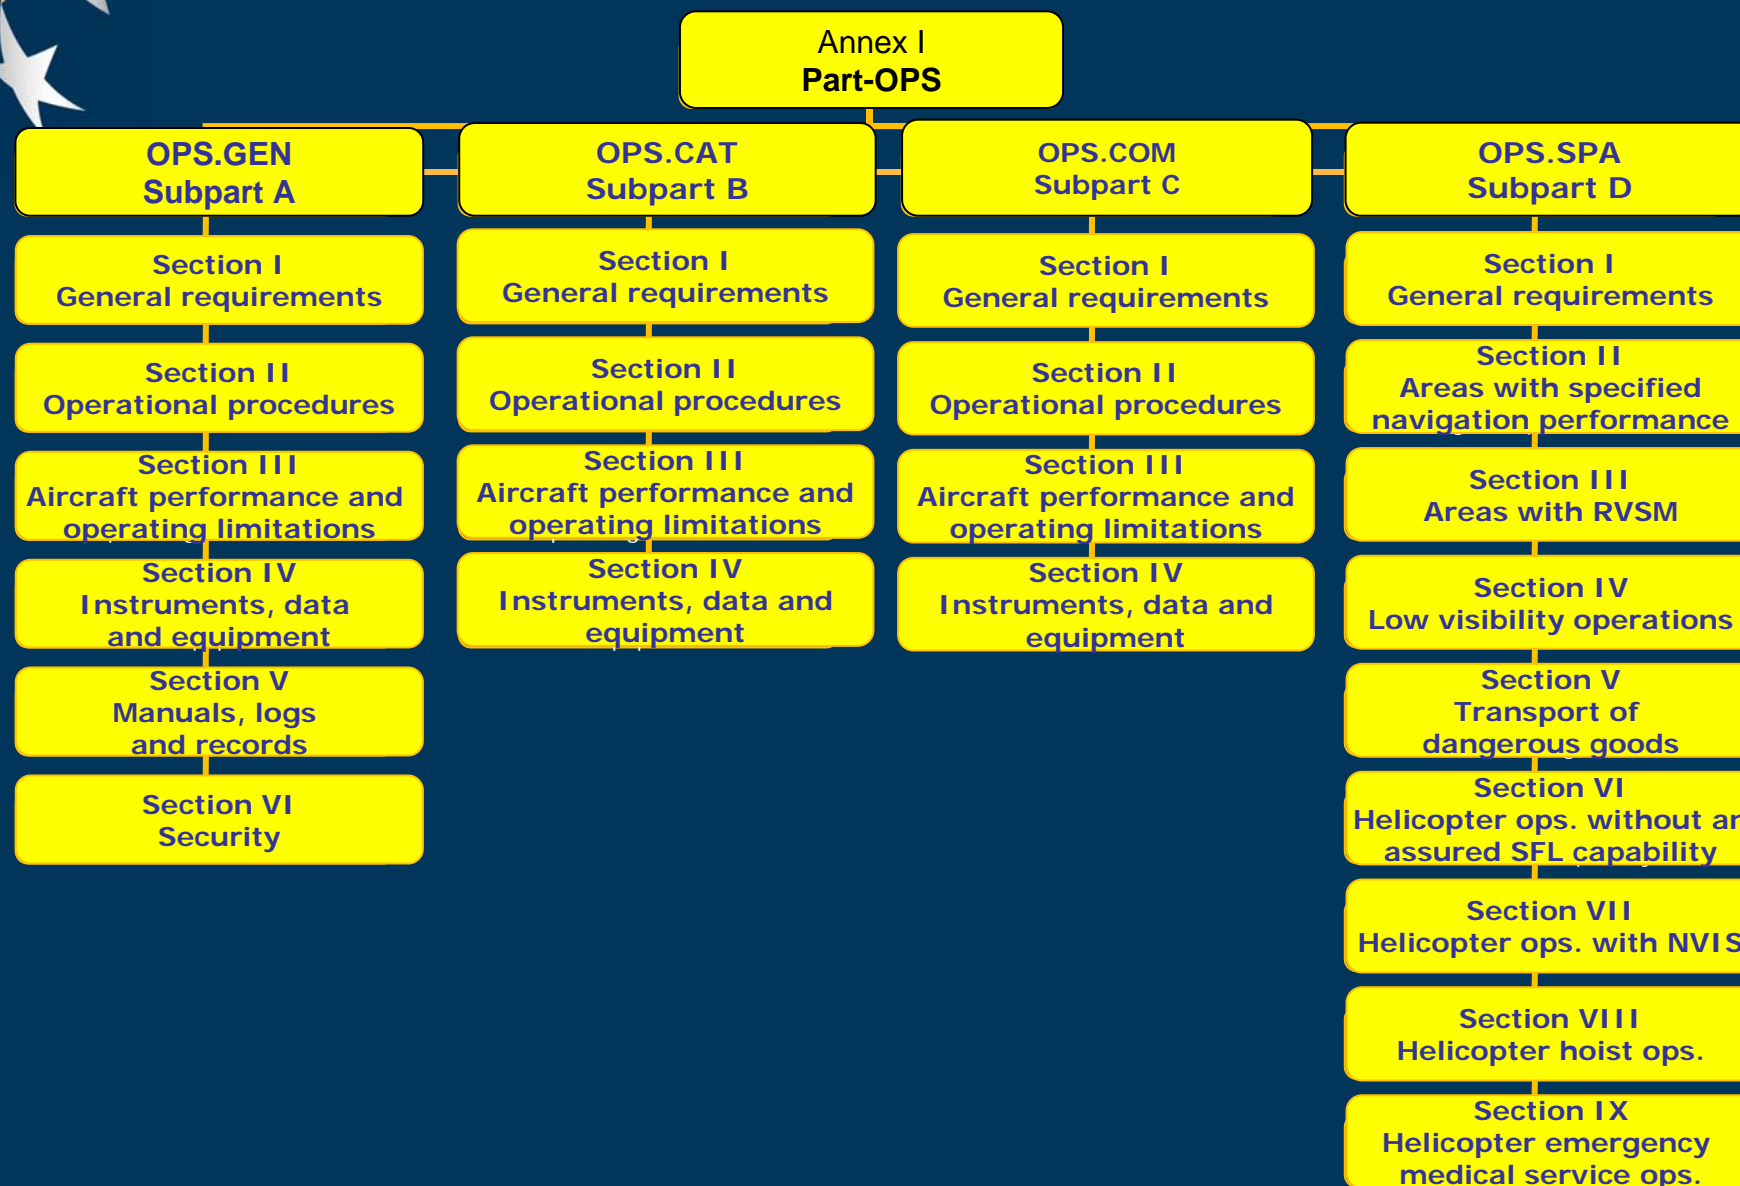 Annex I
Part-OPS
OPS.GEN
Subpart A
Section I
General requirements
Section II
Operational procedures
Section III
Aircraft performance and
operating limitations
Section IV
Instruments, data
and equipment
Section V
Manuals, logs
and records
Section VI
Security
OPS.CAT
Subpart B
Section I
General requirements
Section II
Operational procedures
Section III
Aircraft performance and
operating limitations
Section IV
Instruments, data and
equipment
OPS.COM
Subpart C
Section I
General requirements
Section II
Operational procedures
Section III
Aircraft performance and
operating limitations
Section IV
Instruments, data and
equipment
OPS.SPA
Subpart D
Section I
General requirements
Section II
Areas with specified
navigation performance
Section III
Areas with RVSM
Section IV
Low visibility operations
Section V
Transport of
dangerous goods
Section VI
Helicopter ops. without an
assured SFL capability
Section VII
Helicopter ops. with NVIS
Section VIII
Helicopter hoist ops.
Section IX
Helicopter emergency
medical service ops.